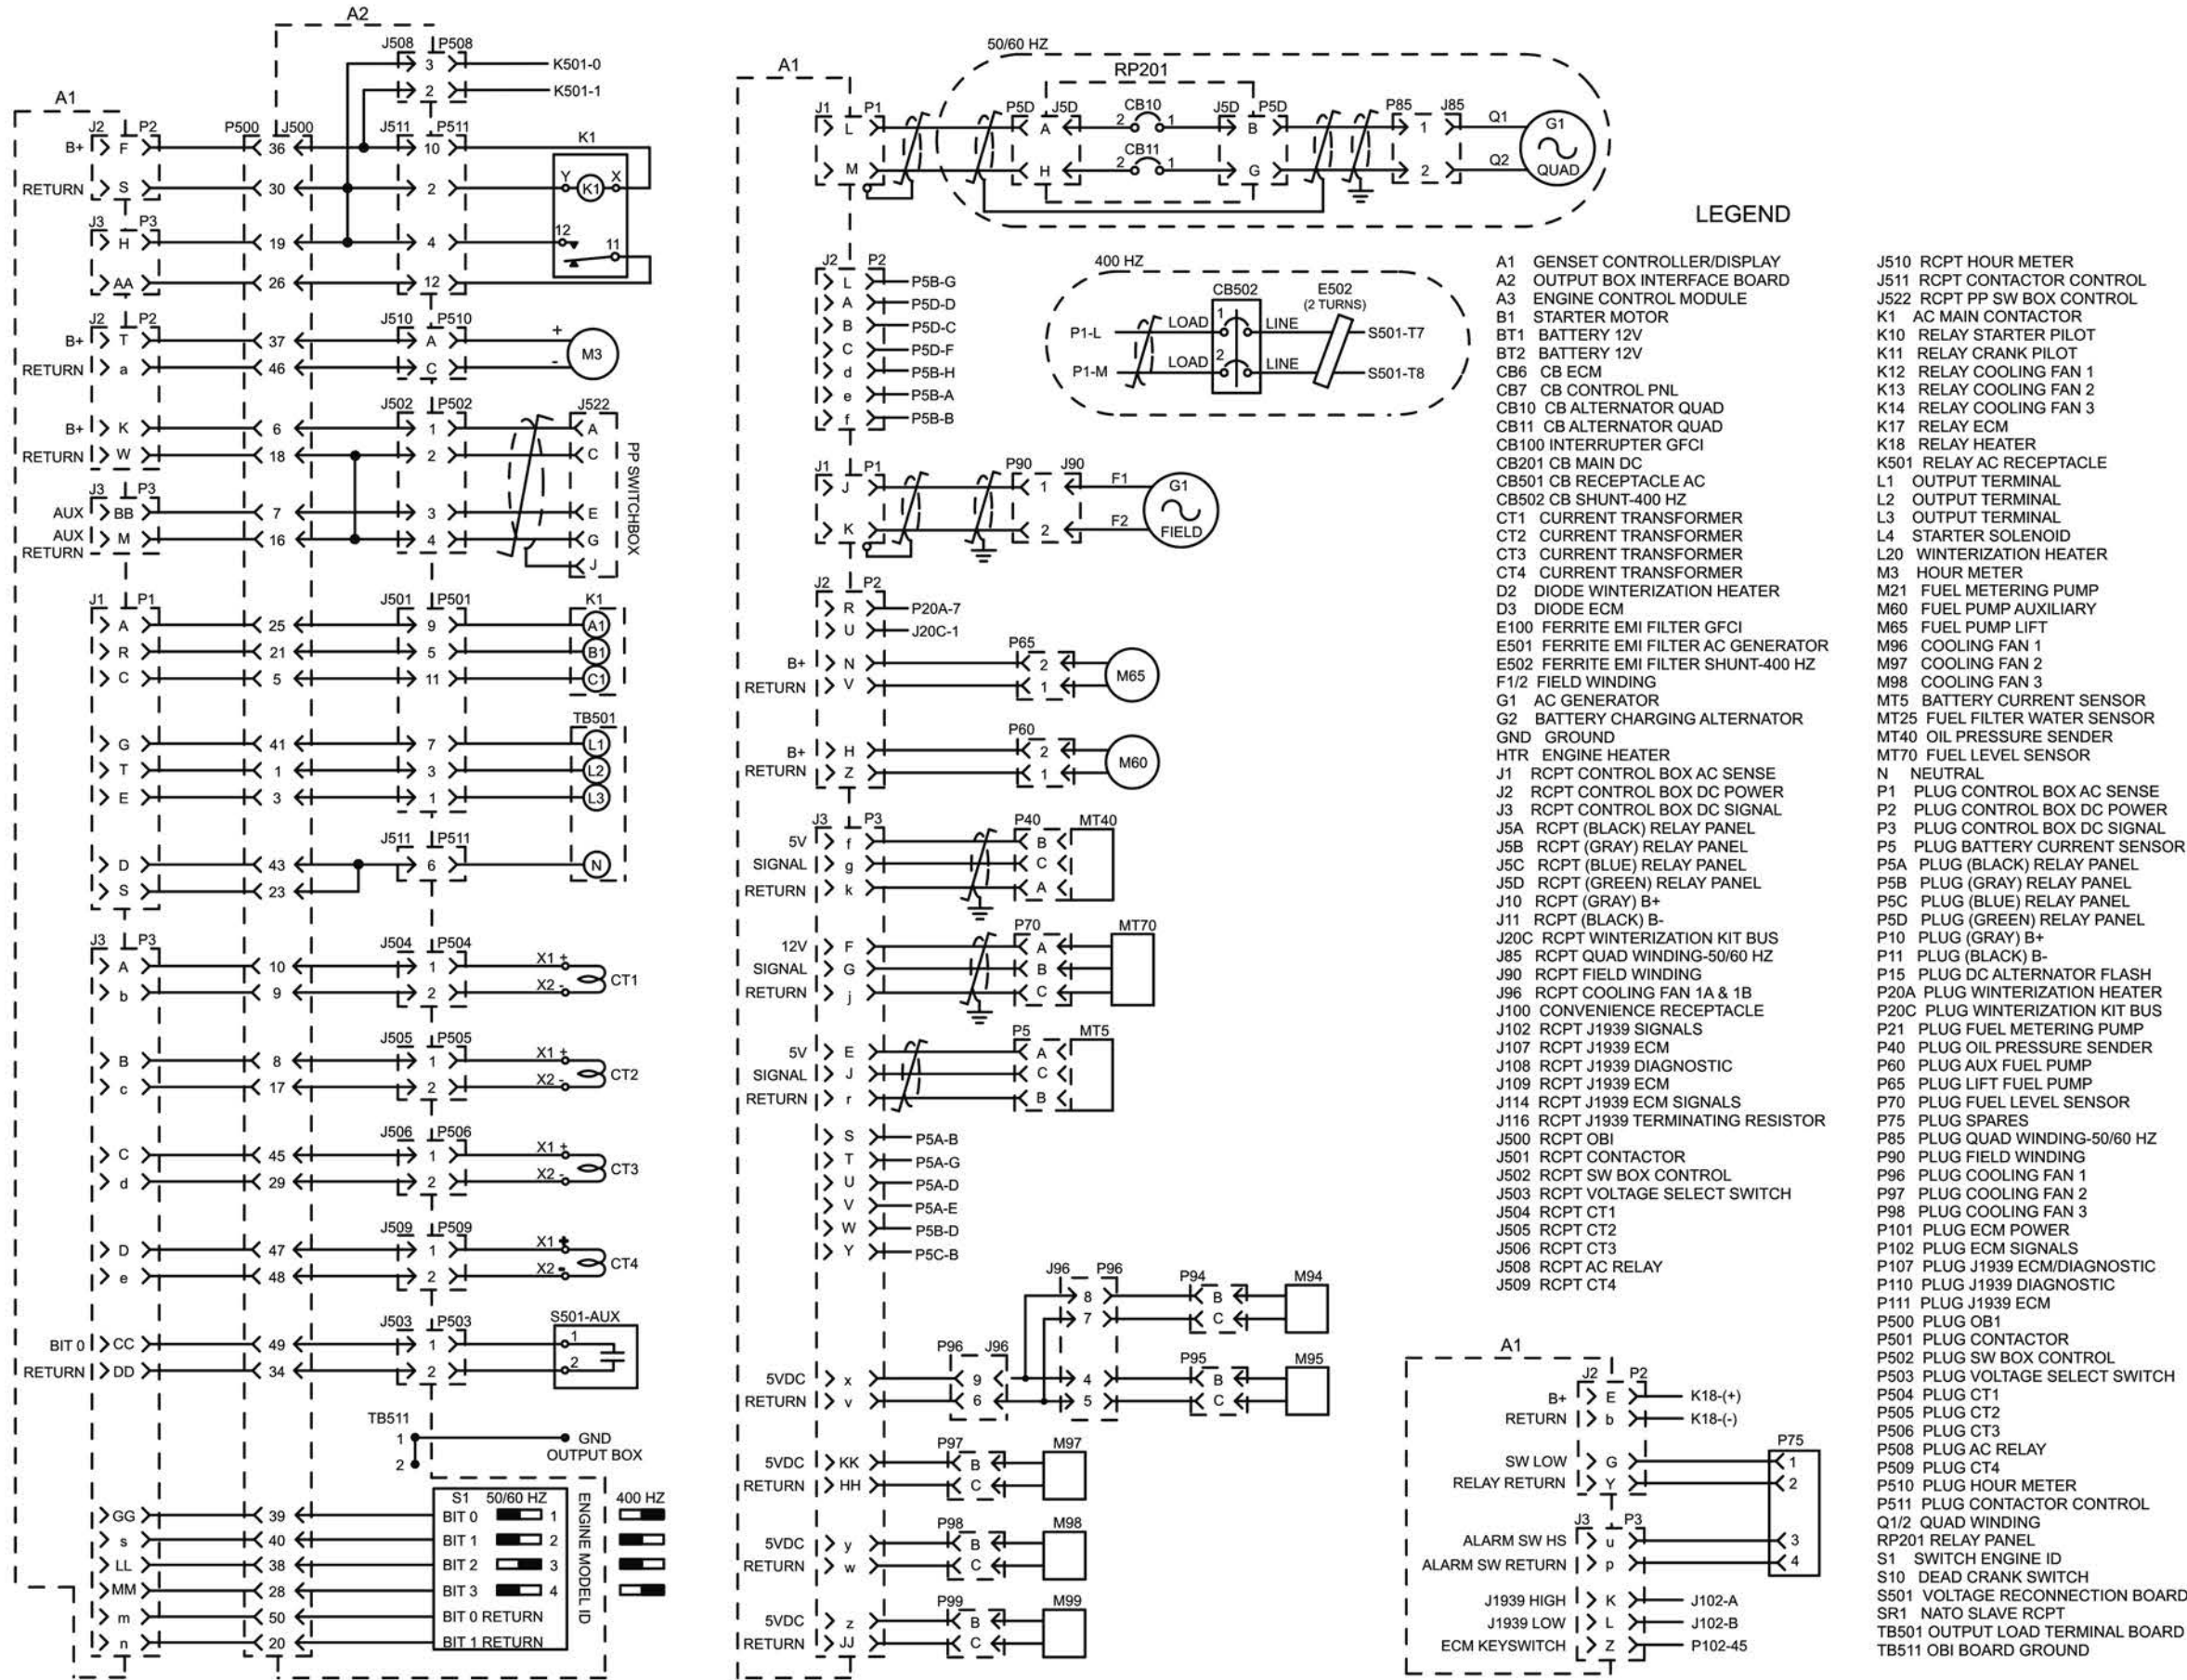 A2
J508 P508
3 K501-0
2 K501-1
A1
J2 P2 P500 J500 J511 P511 K1
B+ F 36 10 Y X
RETURN S 30 2 K1
J3 P3
H 19 4 12 11
AA 26 12
J2 P2 J510 P510
B+ T 37 A + M3
RETURN a 46 C -
J502 P502 J522
B+ K 6 1 A
RETURN W 18 2 C
J3 P3
AUX BB 7 3 E
AUX RETURN M 16 4 G
J
PP SWITCHBOX
J1 P1 J501 P501 K1
A 25 9 A1
R 21 5 B1
C 5 11 C1
TB501
G 41 7 L1
T 1 3 L2
E 3 1 L3
J511 P511
D 43 6 N
S 23
J3 P3 J504 P504
A 10 1 X1 + CT1
b 9 2 X2 -
J505 P505
B 8 1 X1 + CT2
c 17 2 X2 -
J506 P506
C 45 1 X1 + CT3
d 29 2 X2 -
J509 P509
D 47 1 X1 + CT4
e 48 2 X2 -
J503 P503 S501-AUX
BIT 0 CC 49 1 1
RETURN DD 34 2 2
TB511
1 GND
2 OUTPUT BOX
S1 50/60 HZ 400 HZ
GG 39 BIT 0 1
s 40 BIT 1 2
LL 38 BIT 2 3
MM 28 BIT 3 4
m 50 BIT 0 RETURN
n 20 BIT 1 RETURN
ENGINE MODEL ID
A1
50/60 HZ
RP201
J1 P1 P5D J5D CB10 J5D P5D P85 J85
L A 2 1 B 1 Q1 G1
CB11
M H 2 1 G 2 Q2 QUAD
J2 P2
L P5B-G
A P5D-D
B P5D-C
C P5D-F
d P5B-H
e P5B-A
f P5B-B
400 HZ
CB502 E502
(2 TURNS)
P1-L LOAD 1 LINE S501-T7
P1-M LOAD 2 LINE S501-T8
J1 P1 P90 J90
J 1 F1 G1
K 2 F2 FIELD
J2 P2
R P20A-7
U J20C-1
P65
B+ N 2 M65
RETURN V 1
P60
B+ H 2 M60
RETURN Z 1
J3 P3 P40 MT40
5V f B
SIGNAL g C
RETURN k A
P70 MT70
12V F A
SIGNAL G B
RETURN j C
P5 MT5
5V E A
SIGNAL J C
RETURN r B
S P5A-B
T P5A-G
U P5A-D
V P5A-E
W P5B-D
Y P5C-B
J96 P96 P94 M94
8 B
7 C
P96 J96 P95 M95
5VDC x 9 4 B
RETURN v 6 5 C
P97 M97
5VDC KK B
RETURN HH C
P98 M98
5VDC y B
RETURN w C
P99 M99
5VDC z B
RETURN JJ C
LEGEND
A1 GENSET CONTROLLER/DISPLAY
A2 OUTPUT BOX INTERFACE BOARD
A3 ENGINE CONTROL MODULE
B1 STARTER MOTOR
BT1 BATTERY 12V
BT2 BATTERY 12V
CB6 CB ECM
CB7 CB CONTROL PNL
CB10 CB ALTERNATOR QUAD
CB11 CB ALTERNATOR QUAD
CB100 INTERRUPTER GFCI
CB201 CB MAIN DC
CB501 CB RECEPTACLE AC
CB502 CB SHUNT-400 HZ
CT1 CURRENT TRANSFORMER
CT2 CURRENT TRANSFORMER
CT3 CURRENT TRANSFORMER
CT4 CURRENT TRANSFORMER
D2 DIODE WINTERIZATION HEATER
D3 DIODE ECM
E100 FERRITE EMI FILTER GFCI
E501 FERRITE EMI FILTER AC GENERATOR
E502 FERRITE EMI FILTER SHUNT-400 HZ
F1/2 FIELD WINDING
G1 AC GENERATOR
G2 BATTERY CHARGING ALTERNATOR
GND GROUND
HTR ENGINE HEATER
J1 RCPT CONTROL BOX AC SENSE
J2 RCPT CONTROL BOX DC POWER
J3 RCPT CONTROL BOX DC SIGNAL
J5A RCPT (BLACK) RELAY PANEL
J5B RCPT (GRAY) RELAY PANEL
J5C RCPT (BLUE) RELAY PANEL
J5D RCPT (GREEN) RELAY PANEL
J10 RCPT (GRAY) B+
J11 RCPT (BLACK) B-
J20C RCPT WINTERIZATION KIT BUS
J85 RCPT QUAD WINDING-50/60 HZ
J90 RCPT FIELD WINDING
J96 RCPT COOLING FAN 1A & 1B
J100 CONVENIENCE RECEPTACLE
J102 RCPT J1939 SIGNALS
J107 RCPT J1939 ECM
J108 RCPT J1939 DIAGNOSTIC
J109 RCPT J1939 ECM
J114 RCPT J1939 ECM SIGNALS
J116 RCPT J1939 TERMINATING RESISTOR
J500 RCPT OBI
J501 RCPT CONTACTOR
J502 RCPT SW BOX CONTROL
J503 RCPT VOLTAGE SELECT SWITCH
J504 RCPT CT1
J505 RCPT CT2
J506 RCPT CT3
J508 RCPT AC RELAY
J509 RCPT CT4
J510 RCPT HOUR METER
J511 RCPT CONTACTOR CONTROL
J522 RCPT PP SW BOX CONTROL
K1 AC MAIN CONTACTOR
K10 RELAY STARTER PILOT
K11 RELAY CRANK PILOT
K12 RELAY COOLING FAN 1
K13 RELAY COOLING FAN 2
K14 RELAY COOLING FAN 3
K17 RELAY ECM
K18 RELAY HEATER
K501 RELAY AC RECEPTACLE
L1 OUTPUT TERMINAL
L2 OUTPUT TERMINAL
L3 OUTPUT TERMINAL
L4 STARTER SOLENOID
L20 WINTERIZATION HEATER
M3 HOUR METER
M21 FUEL METERING PUMP
M60 FUEL PUMP AUXILIARY
M65 FUEL PUMP LIFT
M96 COOLING FAN 1
M97 COOLING FAN 2
M98 COOLING FAN 3
MT5 BATTERY CURRENT SENSOR
MT25 FUEL FILTER WATER SENSOR
MT40 OIL PRESSURE SENDER
MT70 FUEL LEVEL SENSOR
N NEUTRAL
P1 PLUG CONTROL BOX AC SENSE
P2 PLUG CONTROL BOX DC POWER
P3 PLUG CONTROL BOX DC SIGNAL
P5 PLUG BATTERY CURRENT SENSOR
P5A PLUG (BLACK) RELAY PANEL
P5B PLUG (GRAY) RELAY PANEL
P5C PLUG (BLUE) RELAY PANEL
P5D PLUG (GREEN) RELAY PANEL
P10 PLUG (GRAY) B+
P11 PLUG (BLACK) B-
P15 PLUG DC ALTERNATOR FLASH
P20A PLUG WINTERIZATION HEATER
P20C PLUG WINTERIZATION KIT BUS
P21 PLUG FUEL METERING PUMP
P40 PLUG OIL PRESSURE SENDER
P60 PLUG AUX FUEL PUMP
P65 PLUG LIFT FUEL PUMP
P70 PLUG FUEL LEVEL SENSOR
P75 PLUG SPARES
P85 PLUG QUAD WINDING-50/60 HZ
P90 PLUG FIELD WINDING
P96 PLUG COOLING FAN 1
P97 PLUG COOLING FAN 2
P98 PLUG COOLING FAN 3
P101 PLUG ECM POWER
P102 PLUG ECM SIGNALS
P107 PLUG J1939 ECM/DIAGNOSTIC
P110 PLUG J1939 DIAGNOSTIC
P111 PLUG J1939 ECM
P500 PLUG OB1
P501 PLUG CONTACTOR
P502 PLUG SW BOX CONTROL
P503 PLUG VOLTAGE SELECT SWITCH
P504 PLUG CT1
P505 PLUG CT2
P506 PLUG CT3
P508 PLUG AC RELAY
P509 PLUG CT4
P510 PLUG HOUR METER
P511 PLUG CONTACTOR CONTROL
Q1/2 QUAD WINDING
RP201 RELAY PANEL
S1 SWITCH ENGINE ID
S10 DEAD CRANK SWITCH
S501 VOLTAGE RECONNECTION BOARD
SR1 NATO SLAVE RCPT
TB501 OUTPUT LOAD TERMINAL BOARD
TB511 OBI BOARD GROUND
A1
J2 P2
B+ E K18-(+)
RETURN b K18-(-)
P75
SW LOW G 1
RELAY RETURN Y 2
J3 P3
ALARM SW HS u 3
ALARM SW RETURN p 4
J1939 HIGH K J102-A
J1939 LOW L J102-B
ECM KEYSWITCH Z P102-45